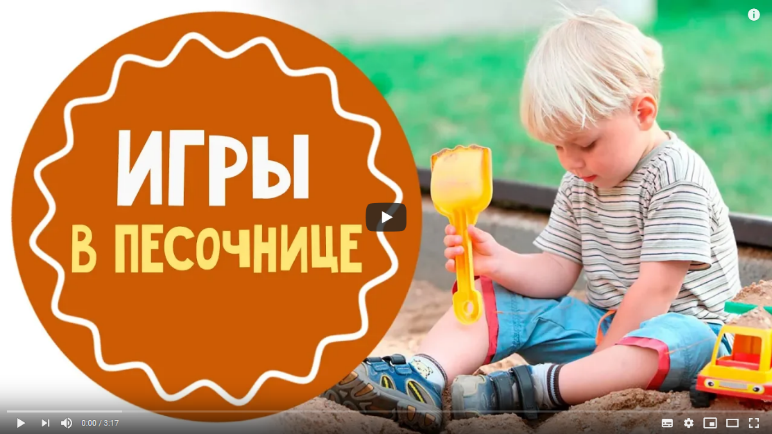 ИГРЫ
В ПЕСОЧНИЦЕ
0:00 / 3:17